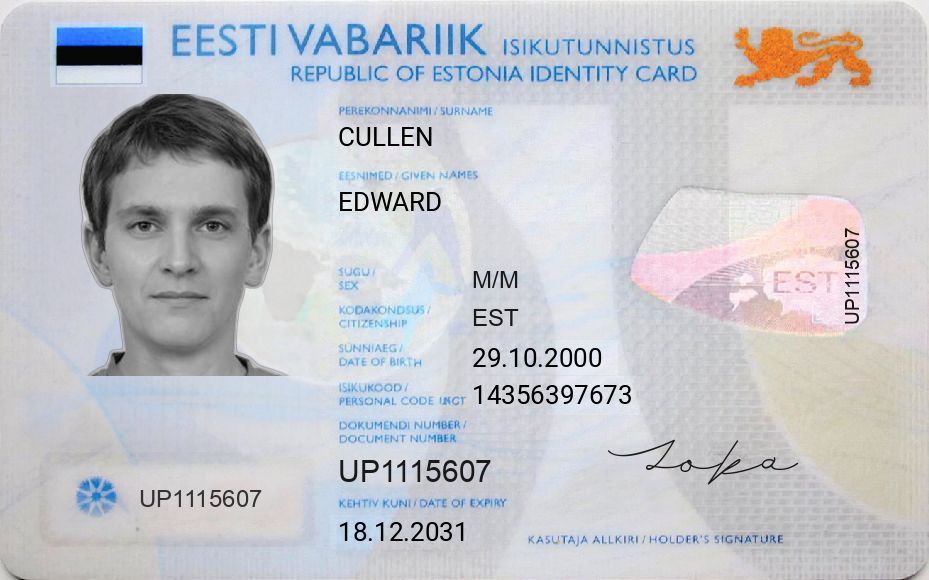 EESTI VABARIIK ISIKUTUNNISTUS
REPUBLIC OF ESTONIA IDENTITY CARD
PEREKONNANIMI / SURNAME
CULLEN
EESNIMED / GIVEN NAMES
EDWARD
SUGU /
SEX
M/M
KODAKONDSUS /
CITIZENSHIP
EST
SÜNNIAEG /
DATE OF BIRTH
29.10.2000
ISIKUKOOD /
PERSONAL CODE
14356397673
DOKUMENDI NUMBER /
DOCUMENT NUMBER
UP1115607
KEHTIV KUNI / DATE OF EXPIRY
18.12.2031
UP1115607
EST
UP1115607
KASUTAJA ALLKIRI / HOLDER'S SIGNATURE